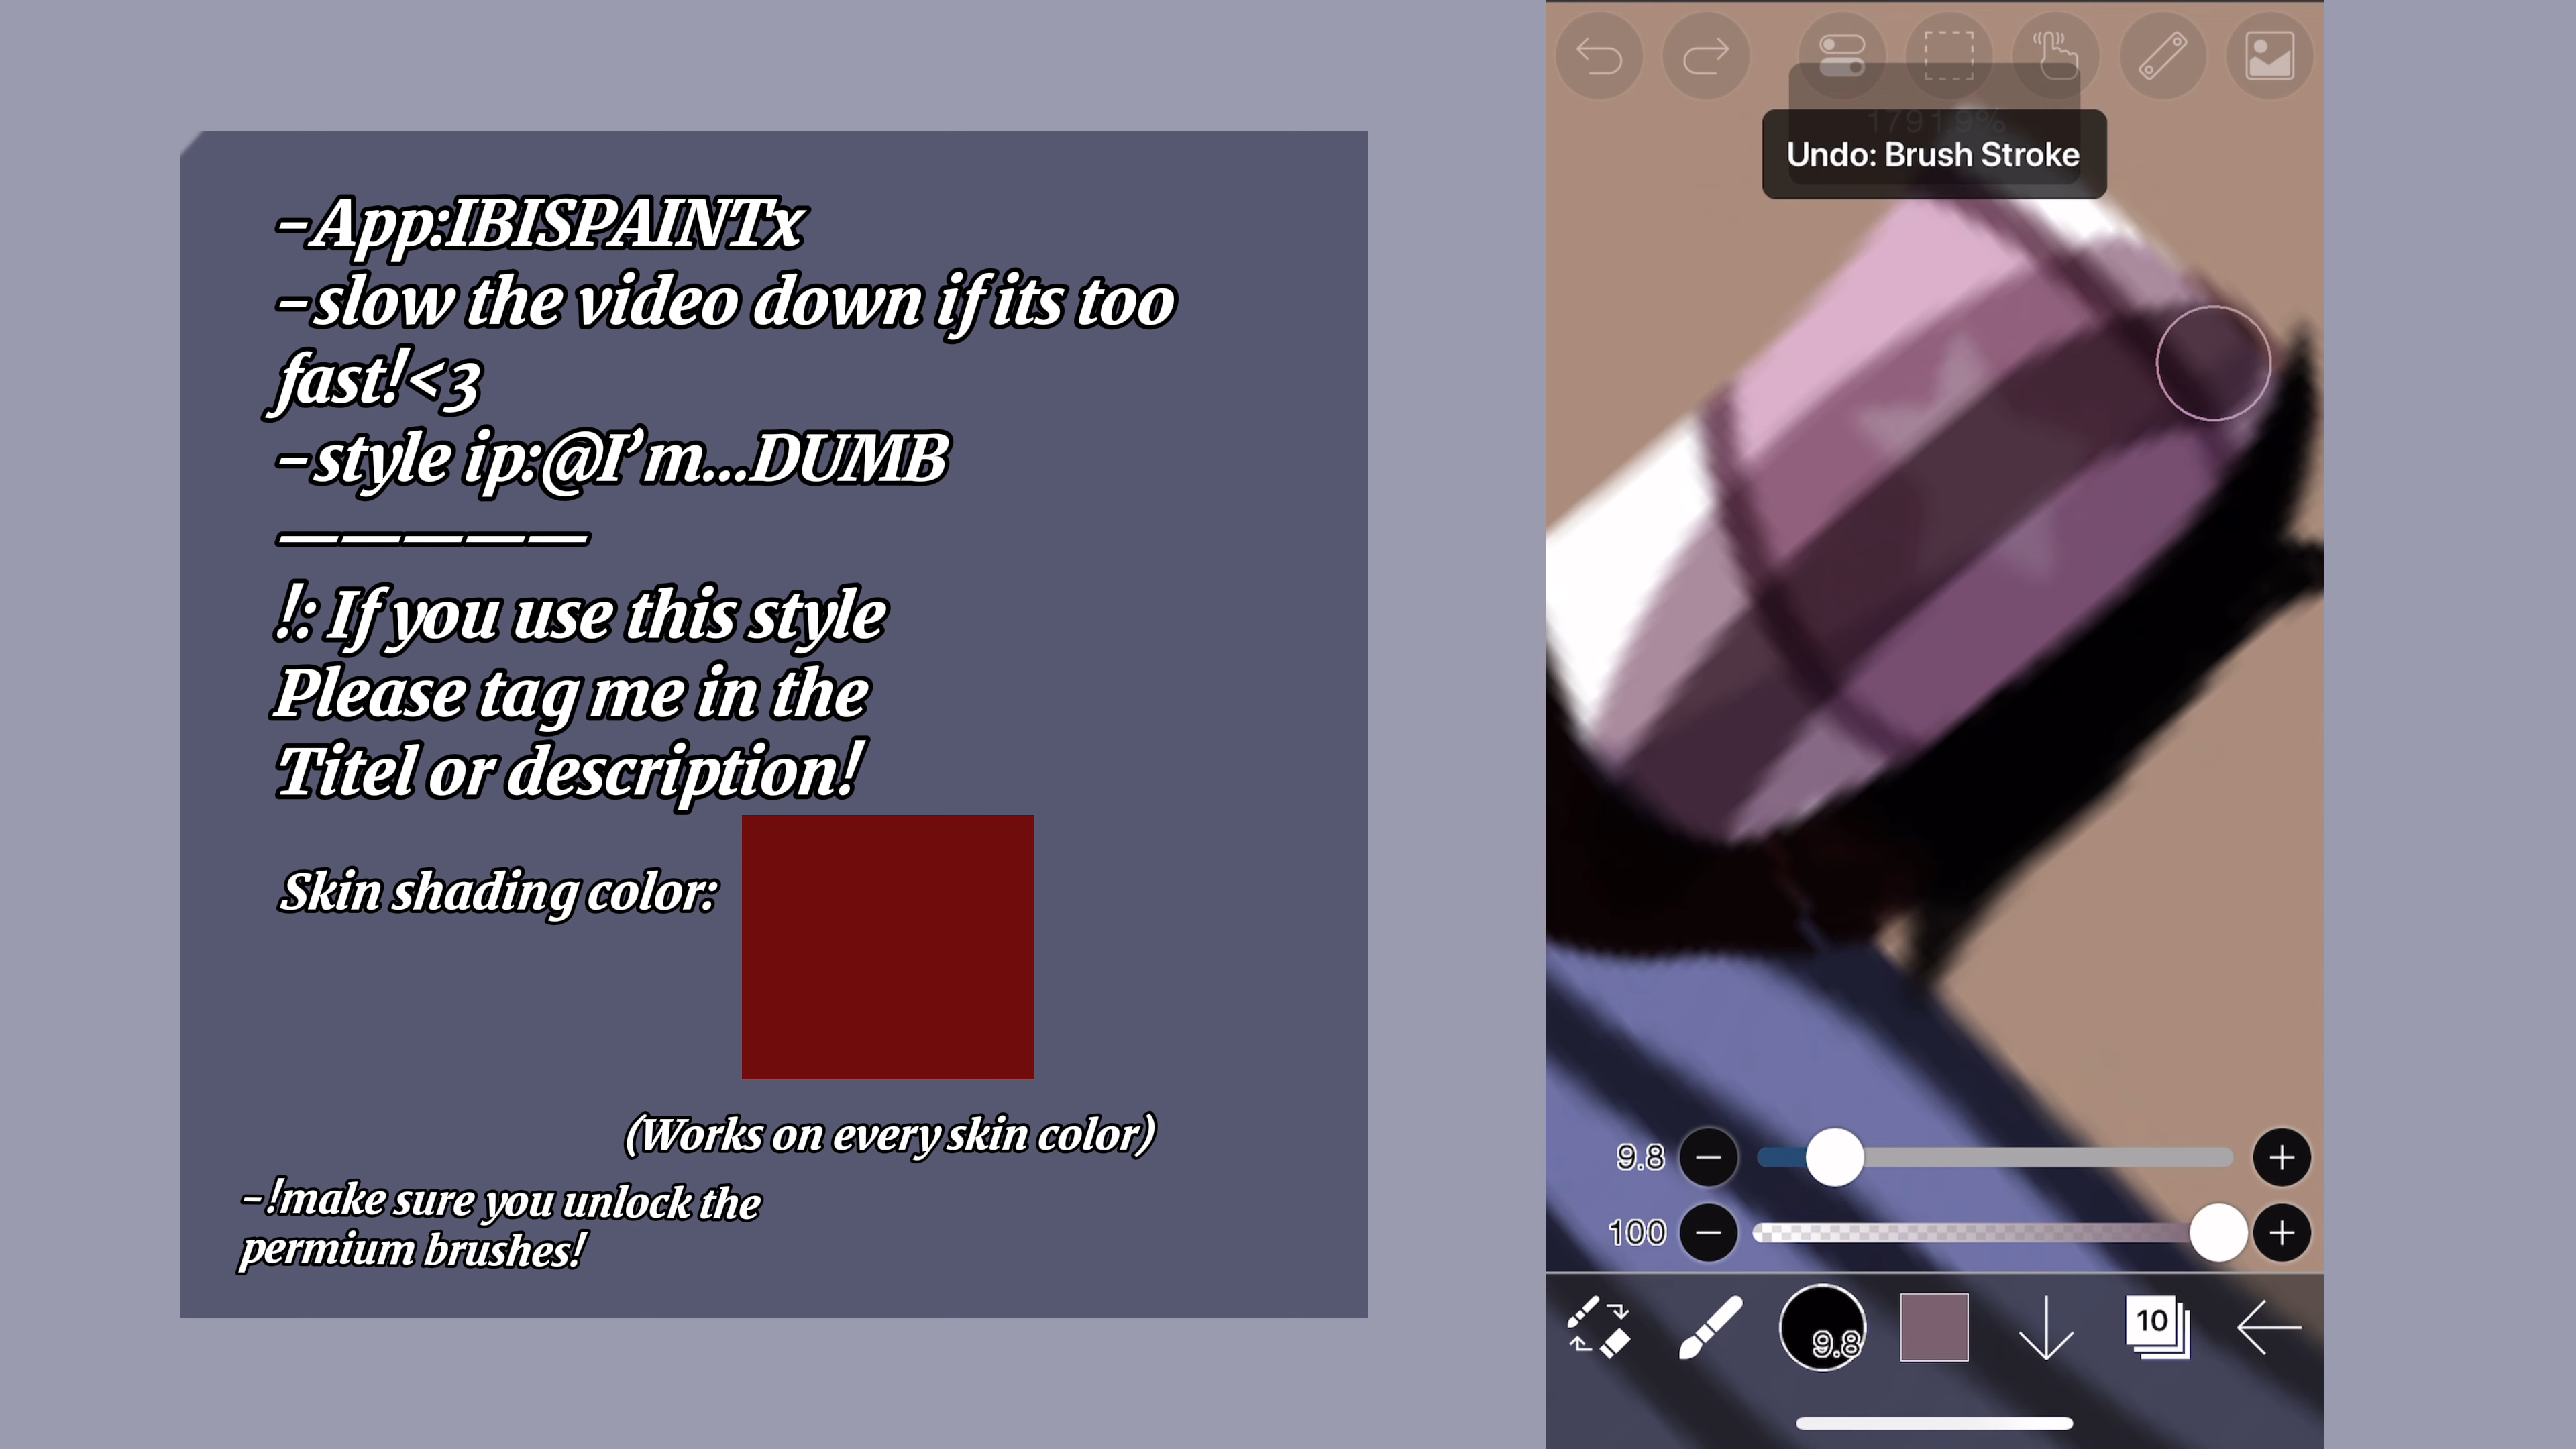 -App:IBISPAINTx
-slow the video down if its too
fast!<3
-style ip:@I'm...DUMB
—————
!: If you use this style
Please tag me in the
Titel or description!
Skin shading color:
(Works on every skin color)
-!make sure you unlock the
permium brushes!
1791.9%
Undo: Brush Stroke
9.8
100
9.8
10